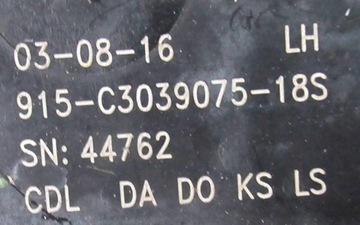 03-08-16 LH
915-C3039075-18S
SN: 44762
CDL DA DO KS LS